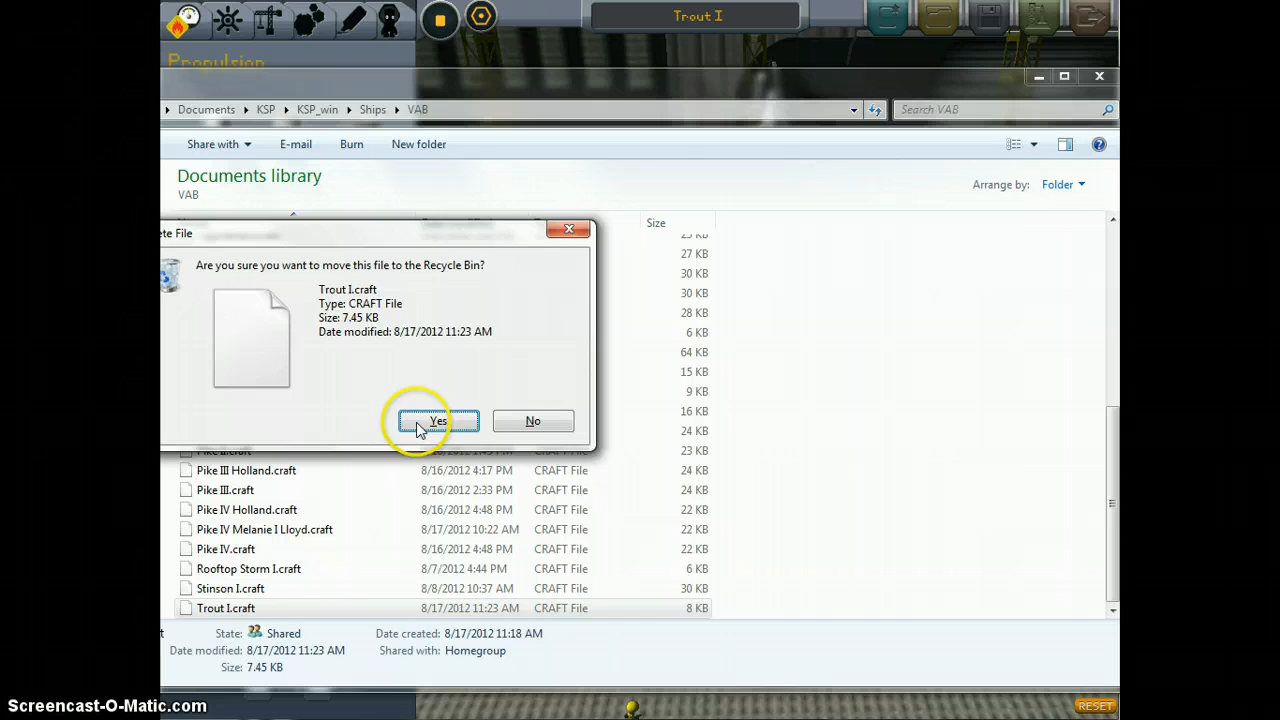 Trout I
Propulsion
Documents KSP KSP_win Ships VAB
Search VAB
Share with E-mail Burn New folder
Documents library
VAB
Arrange by: Folder
Size
ete File
Are you sure you want to move this file to the Recycle Bin?
Trout I.craft
Type: CRAFT File
Size: 7.45 KB
Date modified: 8/17/2012 11:23 AM
Yes No
27 KB
30 KB
30 KB
28 KB
6 KB
64 KB
15 KB
9 KB
16 KB
24 KB
23 KB
Pike III Holland.craft 8/16/2012 4:17 PM CRAFT File 24 KB
Pike III.craft 8/16/2012 2:33 PM CRAFT File 24 KB
Pike IV Holland.craft 8/16/2012 4:48 PM CRAFT File 22 KB
Pike IV Melanie I Lloyd.craft 8/17/2012 10:22 AM CRAFT File 22 KB
Pike IV.craft 8/16/2012 4:48 PM CRAFT File 22 KB
Rooftop Storm I.craft 8/7/2012 4:44 PM CRAFT File 6 KB
Stinson I.craft 8/8/2012 10:37 AM CRAFT File 30 KB
Trout I.craft 8/17/2012 11:23 AM CRAFT File 8 KB
State: Shared Date created: 8/17/2012 11:18 AM
Date modified: 8/17/2012 11:23 AM Shared with: Homegroup
Size: 7.45 KB
Screencast-O-Matic.com
RESET